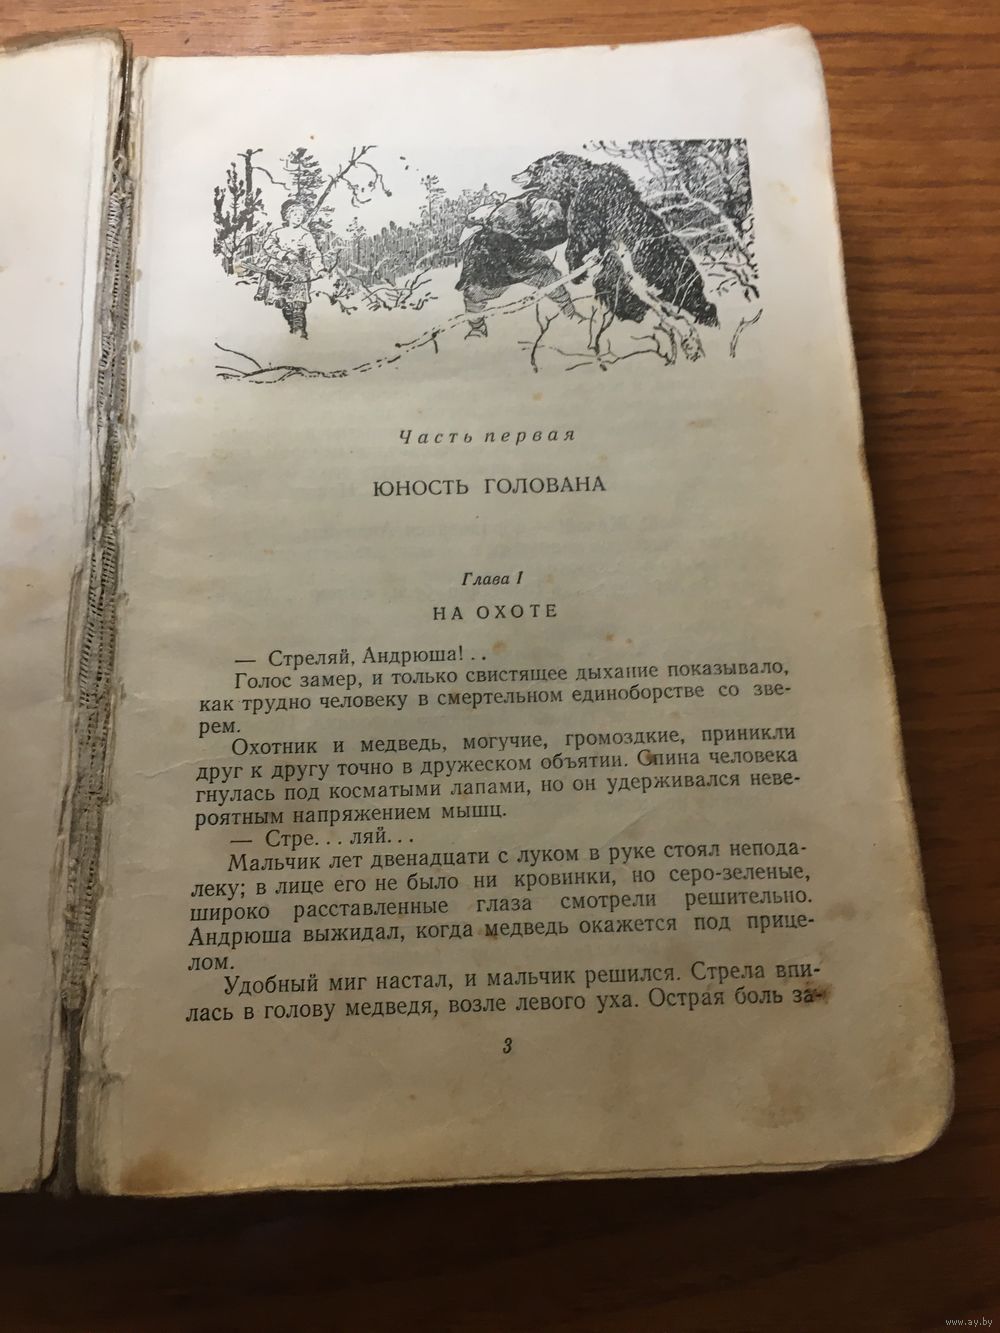 Часть первая
ЮНОСТЬ ГОЛОВАНА
Глава I
НА ОХОТЕ
— Стреляй, Андрюша!..
Голос замер, и только свистящее дыхание показывало,
как трудно человеку в смертельном единоборстве со зве-
рем.
Охотник и медведь, могучие, громоздкие, приникли
друг к другу точно в дружеском объятии. Спина человека
гнулась под косматыми лапами, но он удерживался неве-
роятным напряжением мышц.
— Стре...ляй...
Мальчик лет двенадцати с луком в руке стоял непода-
леку; в лице его не было ни кровинки, но серо-зеленые,
широко расставленные глаза смотрели решительно.
Андрюша выжидал, когда медведь окажется под прице-
лом.
Удобный миг настал, и мальчик решился. Стрела впи-
лась в голову медведя, возле левого уха. Острая боль за-
3
www.ay.by